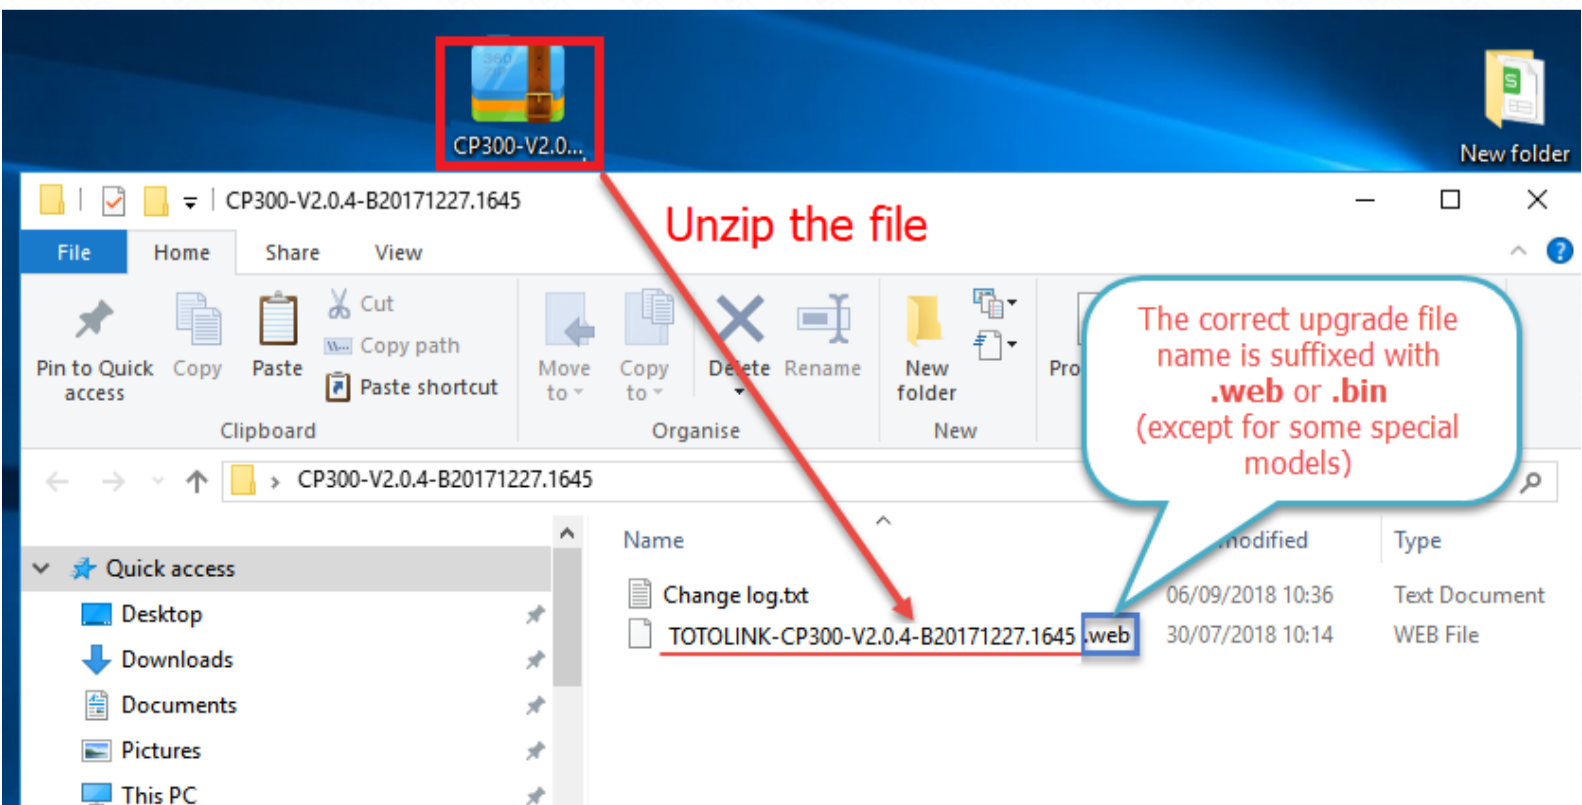 360
CP300-V2.0...
New folder
CP300-V2.0.4-B20171227.1645
Unzip the file
File Home Share View
Cut
Copy path
Paste shortcut
Pin to Quick
access
Copy
Paste
Move
to
Copy
to
Delete
Rename
New
folder
Pro
Clipboard
Organise
New
The correct upgrade file
name is suffixed with
.web or .bin
(except for some special
models)
CP300-V2.0.4-B20171227.1645
Name modified Type
Quick access
Desktop
Downloads
Documents
Pictures
This PC
Change log.txt 06/09/2018 10:36 Text Document
TOTOLINK-CP300-V2.0.4-B20171227.1645 .web 30/07/2018 10:14 WEB File